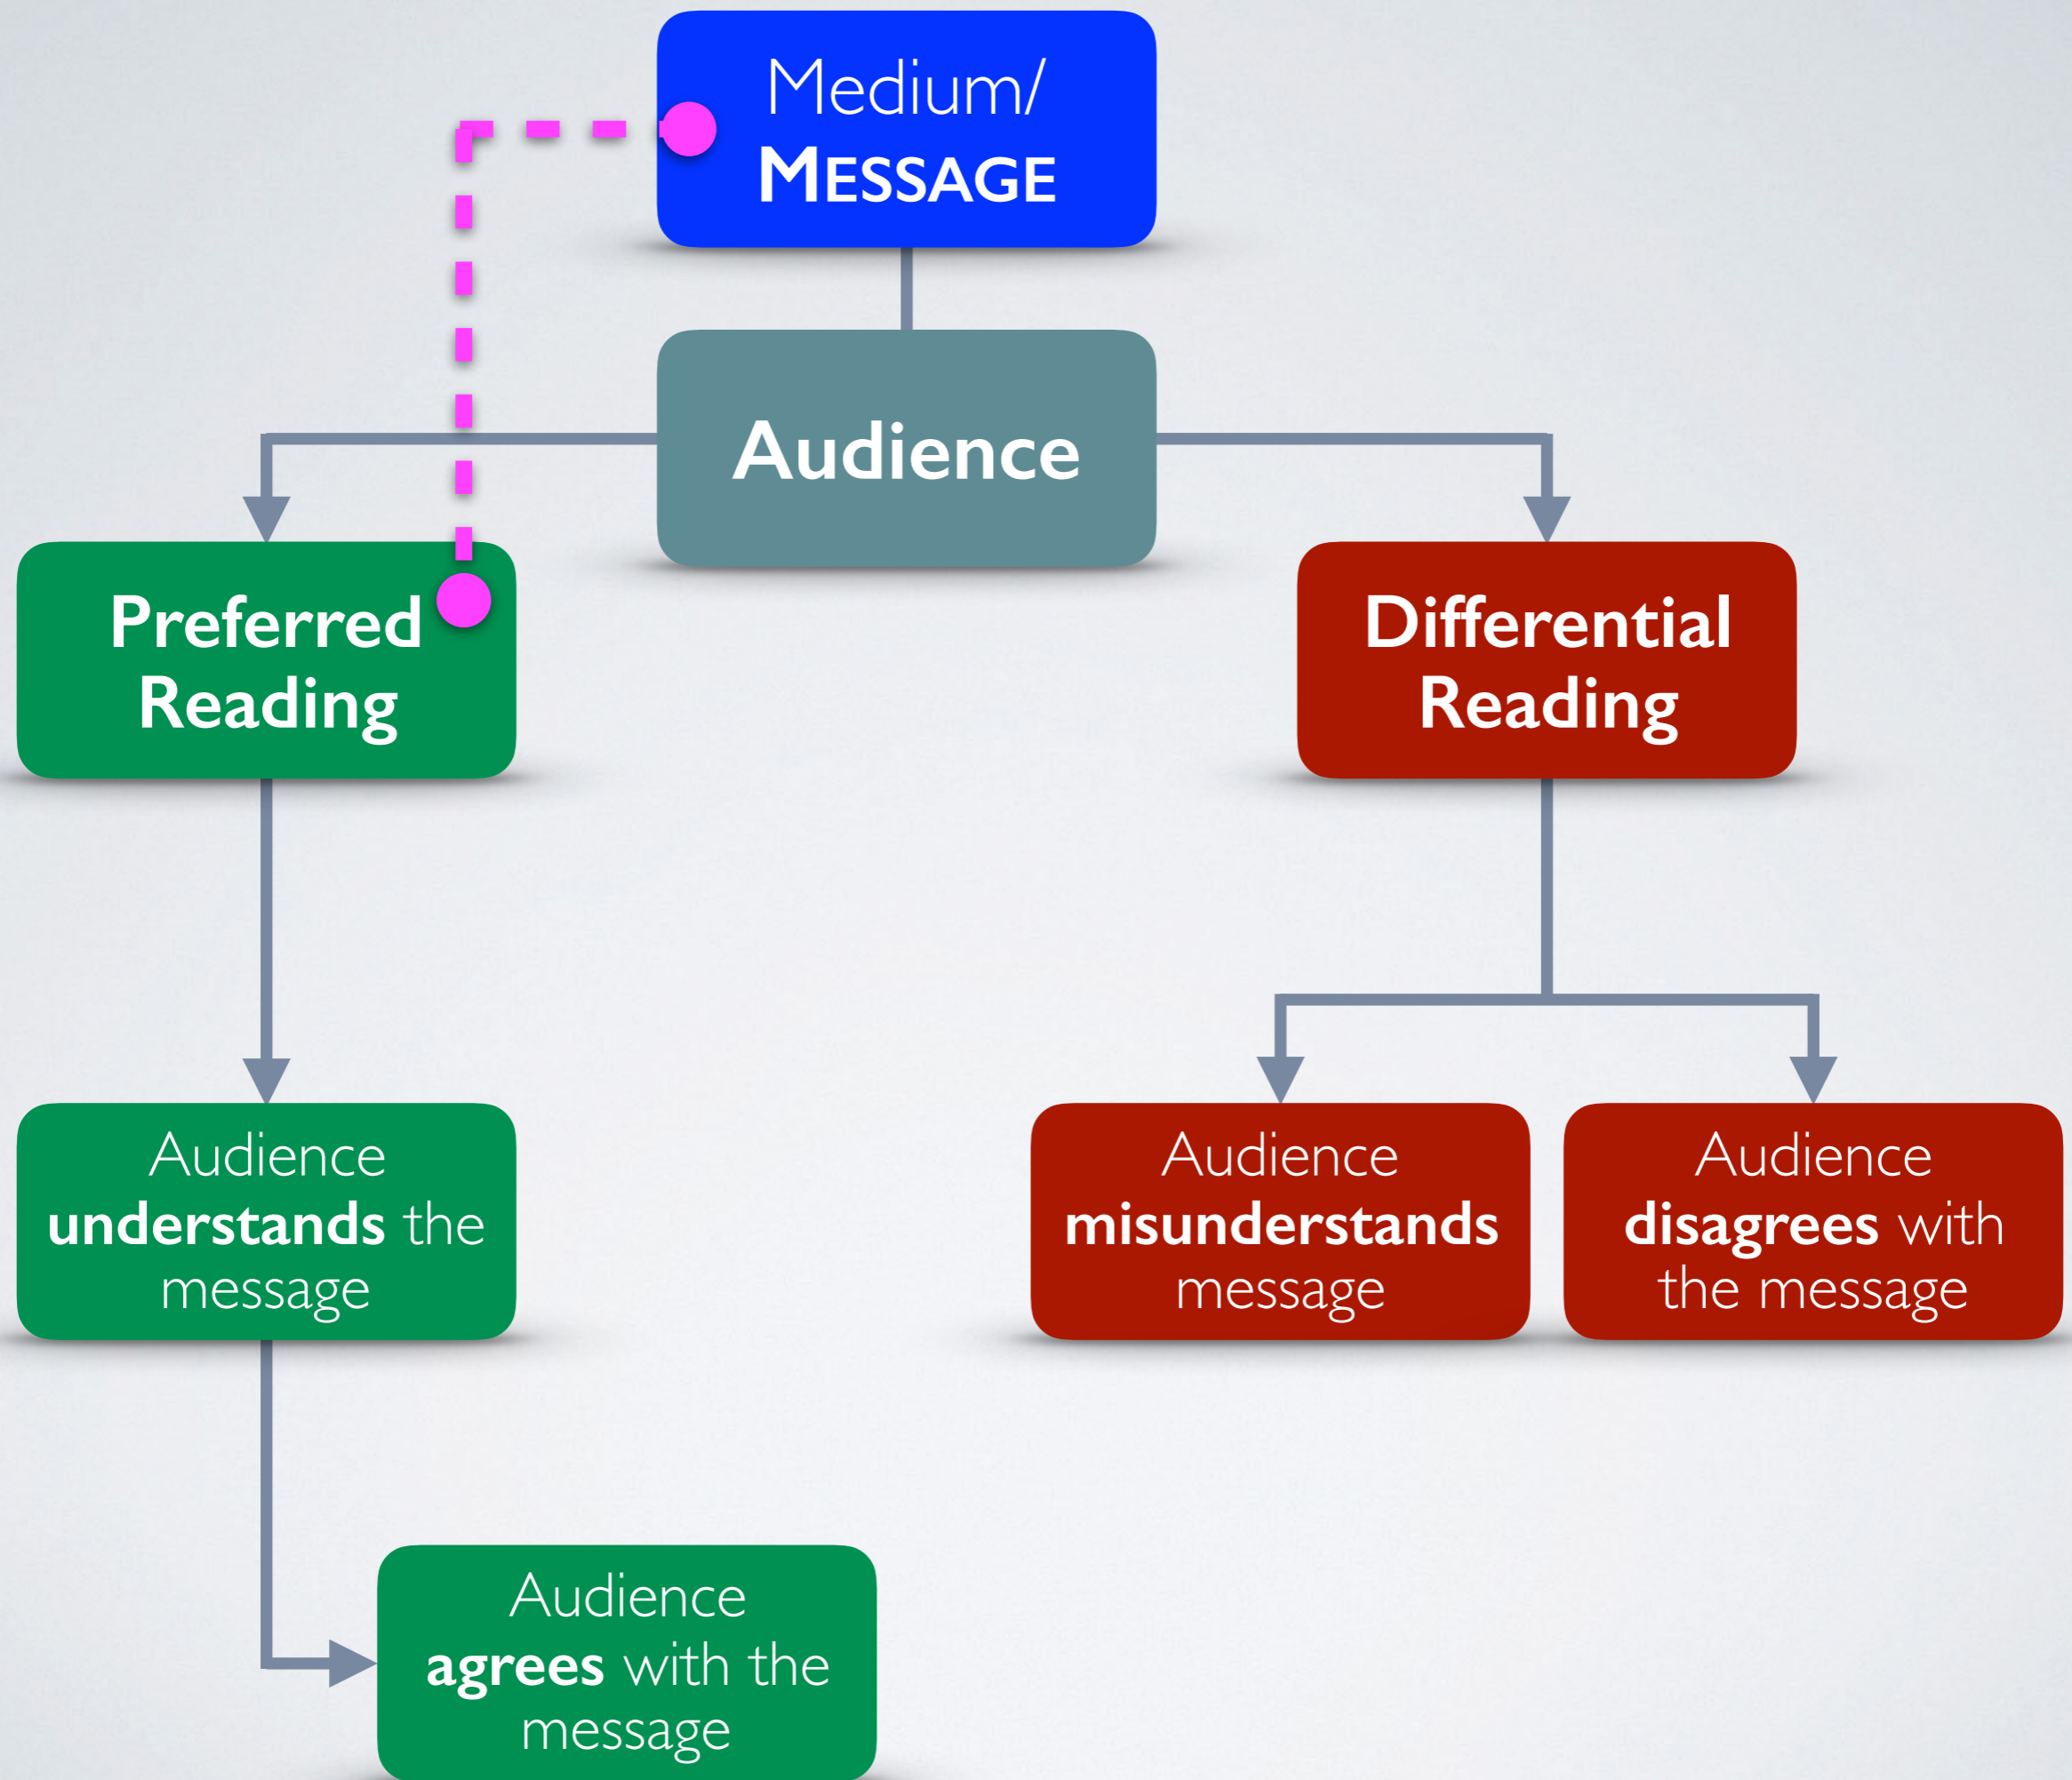 Medium/
MESSAGE
Audience
Preferred
Reading
Differential
Reading
Audience
understands the
message
Audience
misunderstands
message
Audience
disagrees with
the message
Audience
agrees with the
message